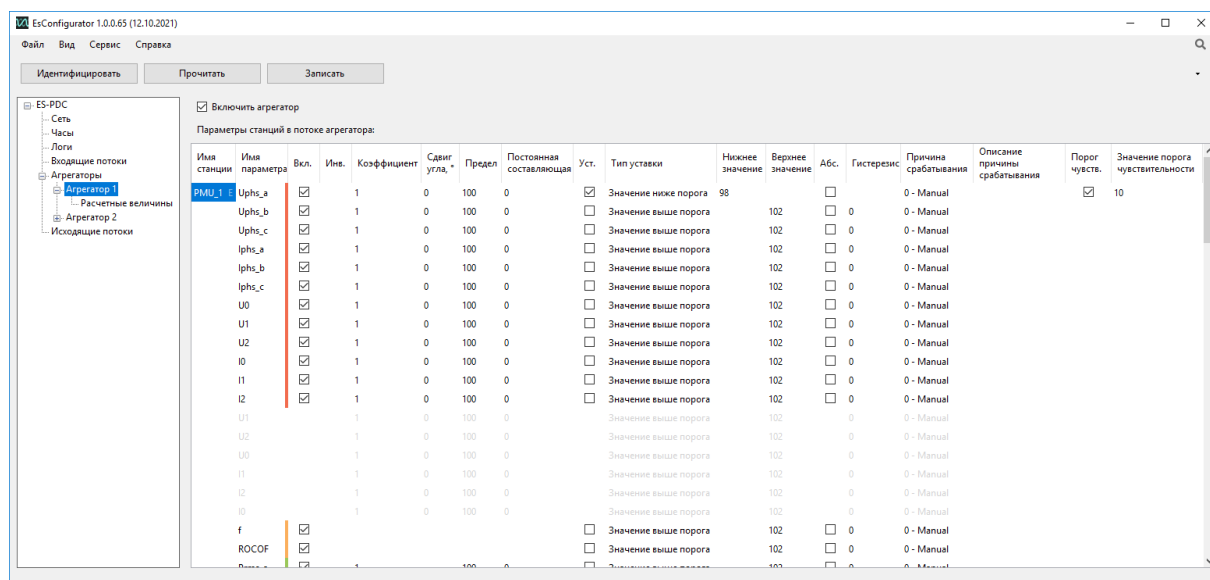 EsConfigurator 1.0.0.65 (12.10.2021)
Файл Вид Сервис Справка
Идентифицировать Прочитать Записать
ES-PDC
Сеть
Часы
Логи
Входящие потоки
Агрегаторы
Агрегатор 1
Расчетные величины
Агрегатор 2
Исходящие потоки
Включить агрегатор
Параметры станций в потоке агрегатора:
Имя станции Имя параметра Вкл. Инв. Коэффициент Сдвиг угла, ° Предел Постоянная составляющая Уст. Тип уставки Нижнее значение Верхнее значение Абс. Гистерезис Причина срабатывания Описание причины срабатывания Порог чувств. Значение порога чувствительности
PMU_1 Uphs_a 1 0 100 0 Значение ниже порога 98 0 - Manual 10
Uphs_b 1 0 100 0 Значение выше порога 102 0 0 - Manual
Uphs_c 1 0 100 0 Значение выше порога 102 0 0 - Manual
Iphs_a 1 0 100 0 Значение выше порога 102 0 0 - Manual
Iphs_b 1 0 100 0 Значение выше порога 102 0 0 - Manual
Iphs_c 1 0 100 0 Значение выше порога 102 0 0 - Manual
U0 1 0 100 0 Значение выше порога 102 0 0 - Manual
U1 1 0 100 0 Значение выше порога 102 0 0 - Manual
U2 1 0 100 0 Значение выше порога 102 0 0 - Manual
I0 1 0 100 0 Значение выше порога 102 0 0 - Manual
I1 1 0 100 0 Значение выше порога 102 0 0 - Manual
I2 1 0 100 0 Значение выше порога 102 0 0 - Manual
U1 1 0 100 0 Значение выше порога 102 0 0 - Manual
U2 1 0 100 0 Значение выше порога 102 0 0 - Manual
U0 1 0 100 0 Значение выше порога 102 0 0 - Manual
I1 1 0 100 0 Значение выше порога 102 0 0 - Manual
I2 1 0 100 0 Значение выше порога 102 0 0 - Manual
I0 1 0 100 0 Значение выше порога 102 0 0 - Manual
f Значение выше порога 102 0 0 - Manual
ROCOF Значение выше порога 102 0 0 - Manual